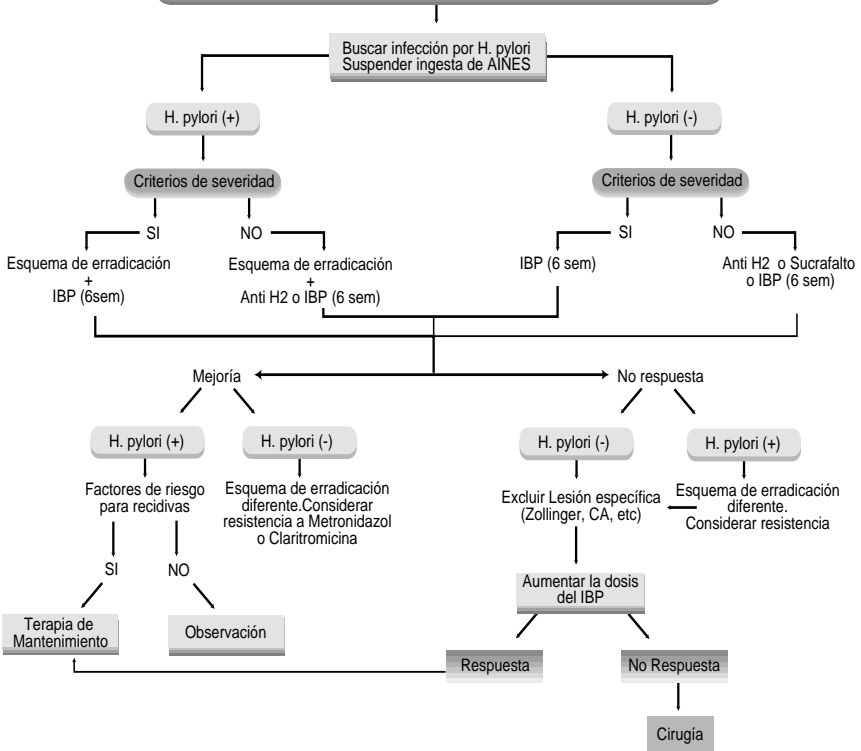 Buscar infección por H. pylori
Suspender ingesta de AINES
H. pylori (+)
H. pylori (-)
Criterios de severidad
Criterios de severidad
SI
NO
SI
NO
Esquema de erradicación
+
IBP (6sem)
Esquema de erradicación
+
Anti H2 o IBP (6 sem)
IBP (6 sem)
Anti H2 o Sucrafalto
o IBP (6 sem)
Mejoría
No respuesta
H. pylori (+)
H. pylori (-)
H. pylori (-)
H. pylori (+)
Factores de riesgo
para recidivas
Esquema de erradicación
diferente.Considerar
resistencia a Metronidazol
o Claritromicina
Excluir Lesión específica
(Zollinger, CA, etc)
Esquema de erradicación
diferente.
Considerar resistencia
SI
NO
Aumentar la dosis
del IBP
Terapia de
Mantenimiento
Observación
Respuesta
No Respuesta
Cirugía